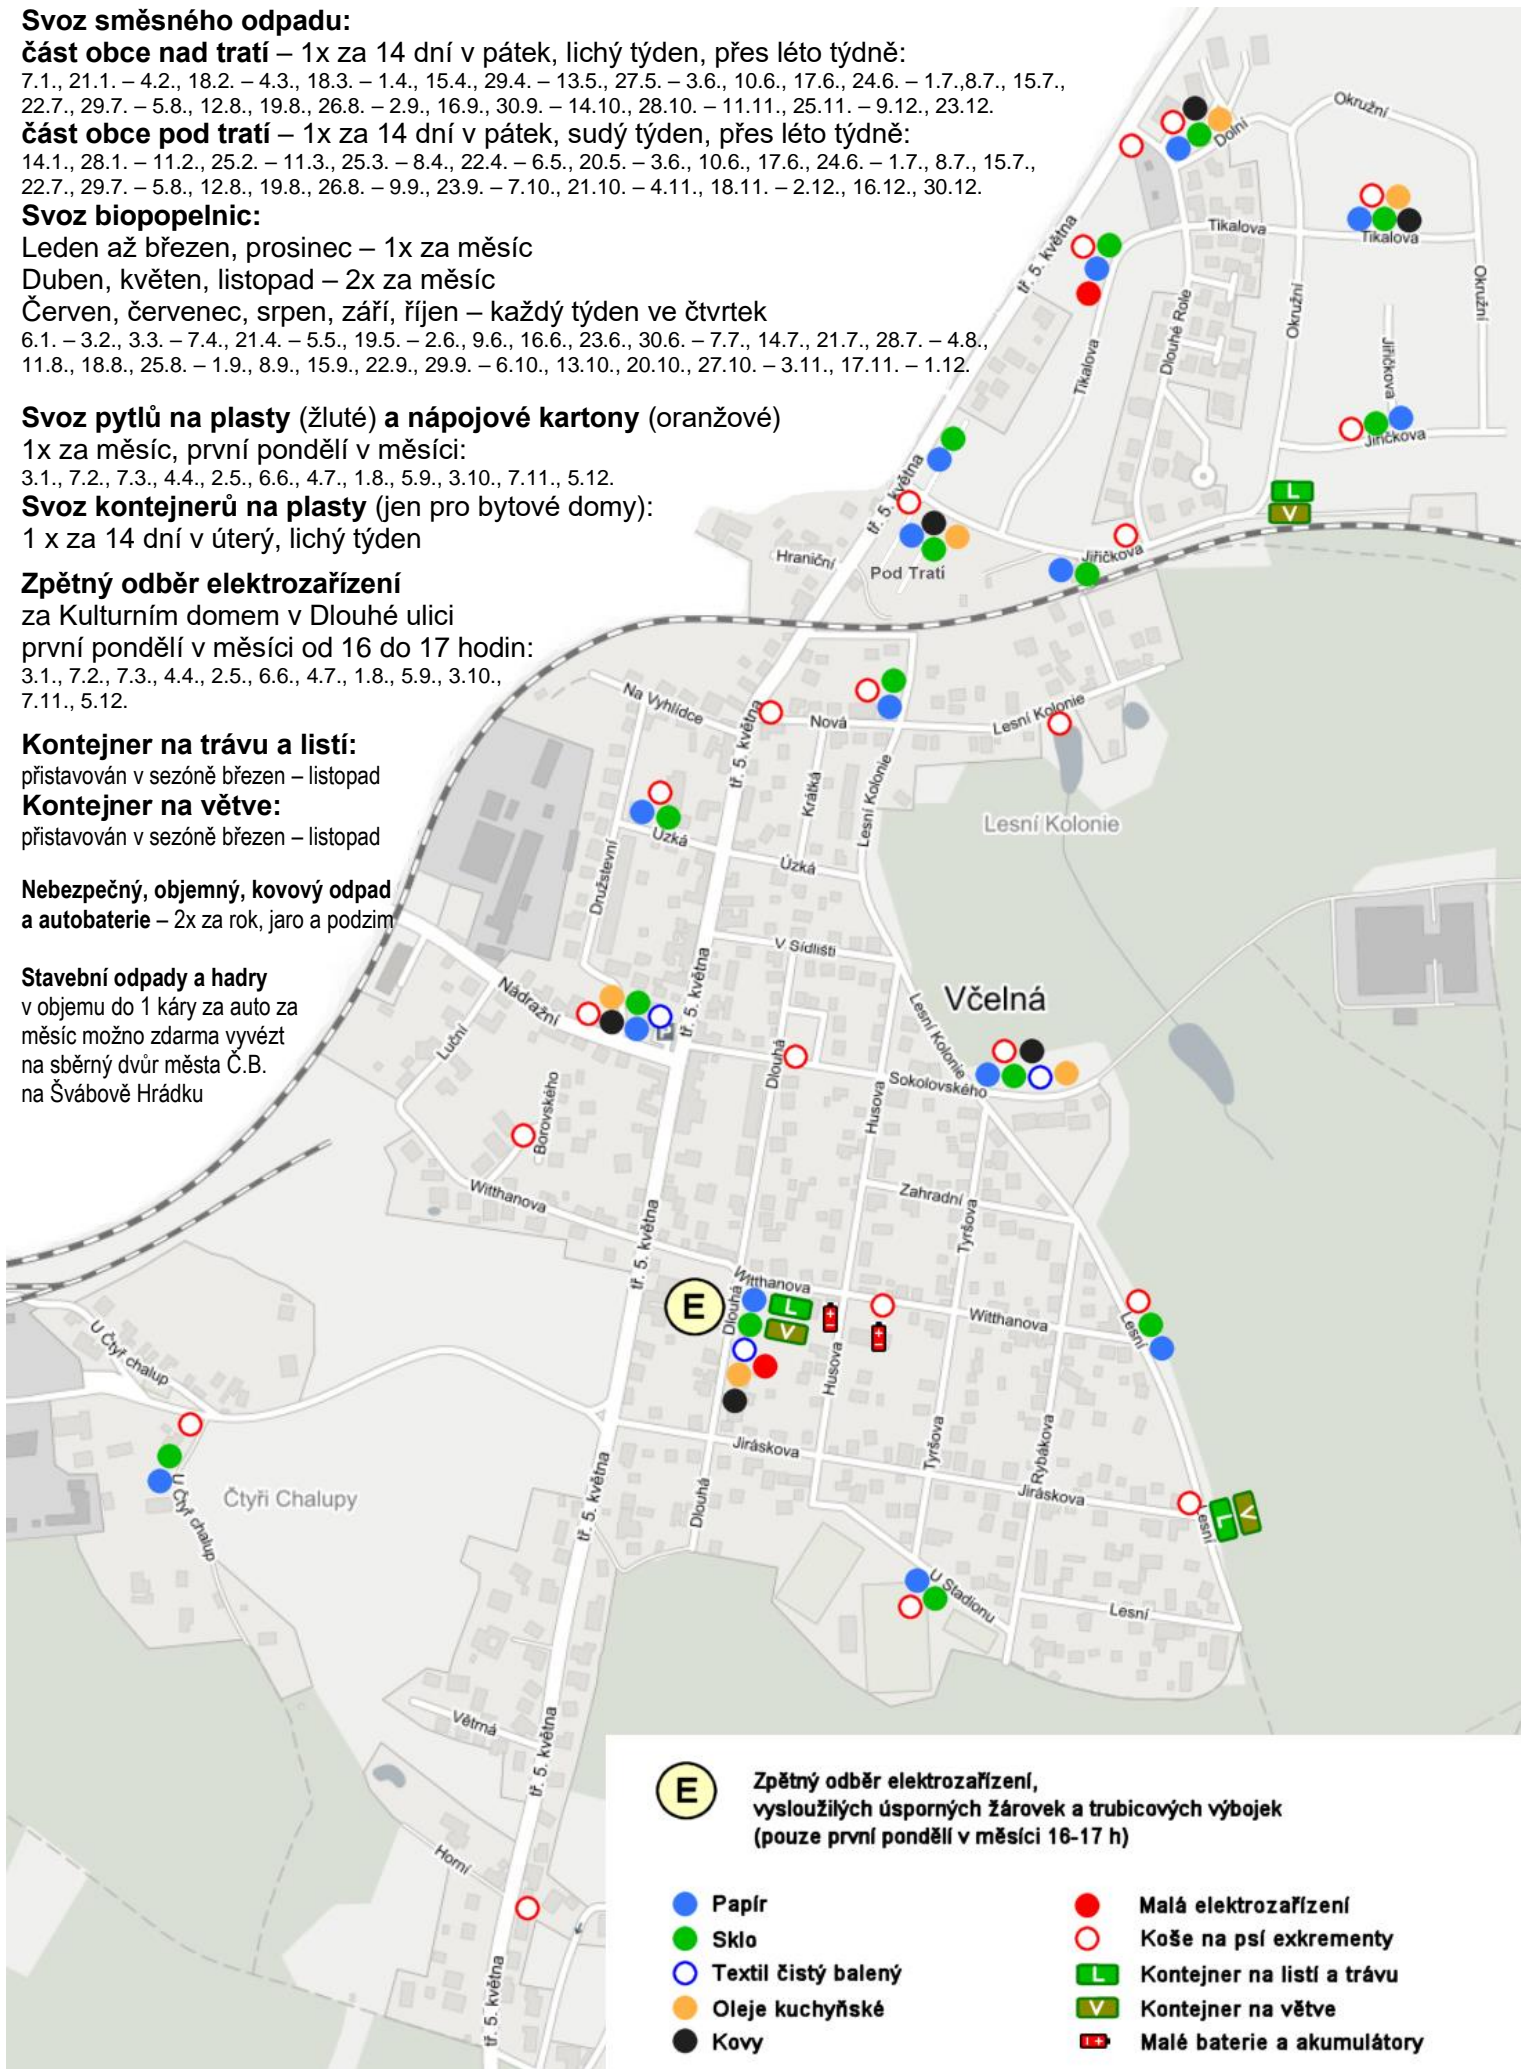 Svoz směsného odpadu:
část obce nad tratí – 1x za 14 dní v pátek, lichý týden, přes léto týdně:
7.1., 21.1. – 4.2., 18.2. – 4.3., 18.3. – 1.4., 15.4., 29.4. – 13.5., 27.5. – 3.6., 10.6., 17.6., 24.6. – 1.7.,8.7., 15.7.,
22.7., 29.7. – 5.8., 12.8., 19.8., 26.8. – 2.9., 16.9., 30.9. – 14.10., 28.10. – 11.11., 25.11. – 9.12., 23.12.
část obce pod tratí – 1x za 14 dní v pátek, sudý týden, přes léto týdně:
14.1., 28.1. – 11.2., 25.2. – 11.3., 25.3. – 8.4., 22.4. – 6.5., 20.5. – 3.6., 10.6., 17.6., 24.6. – 1.7., 8.7., 15.7.,
22.7., 29.7. – 5.8., 12.8., 19.8., 26.8. – 9.9., 23.9. – 7.10., 21.10. – 4.11., 18.11. – 2.12., 16.12., 30.12.
Svoz biopopelnic:
Leden až březen, prosinec – 1x za měsíc
Duben, květen, listopad – 2x za měsíc
Červen, červenec, srpen, září, říjen – každý týden ve čtvrtek
6.1. – 3.2., 3.3. – 7.4., 21.4. – 5.5., 19.5. – 2.6., 9.6., 16.6., 23.6., 30.6. – 7.7., 14.7., 21.7., 28.7. – 4.8.,
11.8., 18.8., 25.8. – 1.9., 8.9., 15.9., 22.9., 29.9. – 6.10., 13.10., 20.10., 27.10. – 3.11., 17.11. – 1.12.
Svoz pytlů na plasty (žluté) a nápojové kartony (oranžové)
1x za měsíc, první pondělí v měsíci:
3.1., 7.2., 7.3., 4.4., 2.5., 6.6., 4.7., 1.8., 5.9., 3.10., 7.11., 5.12.
Svoz kontejnerů na plasty (jen pro bytové domy):
1 x za 14 dní v úterý, lichý týden
Zpětný odběr elektrozařízení
za Kulturním domem v Dlouhé ulici
první pondělí v měsíci od 16 do 17 hodin:
3.1., 7.2., 7.3., 4.4., 2.5., 6.6., 4.7., 1.8., 5.9., 3.10.,
7.11., 5.12.
Kontejner na trávu a listí:
přistavován v sezóně březen – listopad
Kontejner na větve:
přistavován v sezóně březen – listopad
Nebezpečný, objemný, kovový odpad
a autobaterie – 2x za rok, jaro a podzim
Stavební odpady a hadry
v objemu do 1 káry za auto za
měsíc možno zdarma vyvézt
na sběrný dvůr města Č.B.
na Švábově Hrádku
Okružní
Dolní
tř. 5. května
Tikalova
Tikalova
Okružní
Okružní
Dlouhé Role
Jiřičkova
Tikalova
Jiřičkova
tř. 5. května
L
V
Hraniční
Pod Tratí
Jiřičkova
Na Vyhlídce
tř. 5. května
Nová
Lesní Kolonie
Krátká
Lesní Kolonie
Lesní Kolonie
Úzká
Úzká
Družstevní
V Sídlišti
tř. 5. května
Nádražní
P
Včelná
Lesní Kolonie
Luční
Dlouhá
Sokolovského
Husova
Borovského
Witthanova
Zahradní
Tyršova
tř. 5. května
Witthanova
E
Dlouhá
L
V
Witthanova
Lesní
Husova
U Čtyř chalup
Jiráskova
Tyršova
Rybákova
Jiráskova
Lesní
L
V
U Čtyř chalup
Čtyři Chalupy
tř. 5. května
Dlouhá
U Stadionu
Lesní
Větrná
tř. 5. května
Horní
tř. 5. května
E
Zpětný odběr elektrozařízení,
vysloužilých úsporných žárovek a trubicových výbojek
(pouze první pondělí v měsíci 16-17 h)
Papír
Sklo
Textil čistý balený
Oleje kuchyňské
Kovy
Malá elektrozařízení
Koše na psí exkrementy
L Kontejner na listí a trávu
V Kontejner na větve
Malé baterie a akumulátory